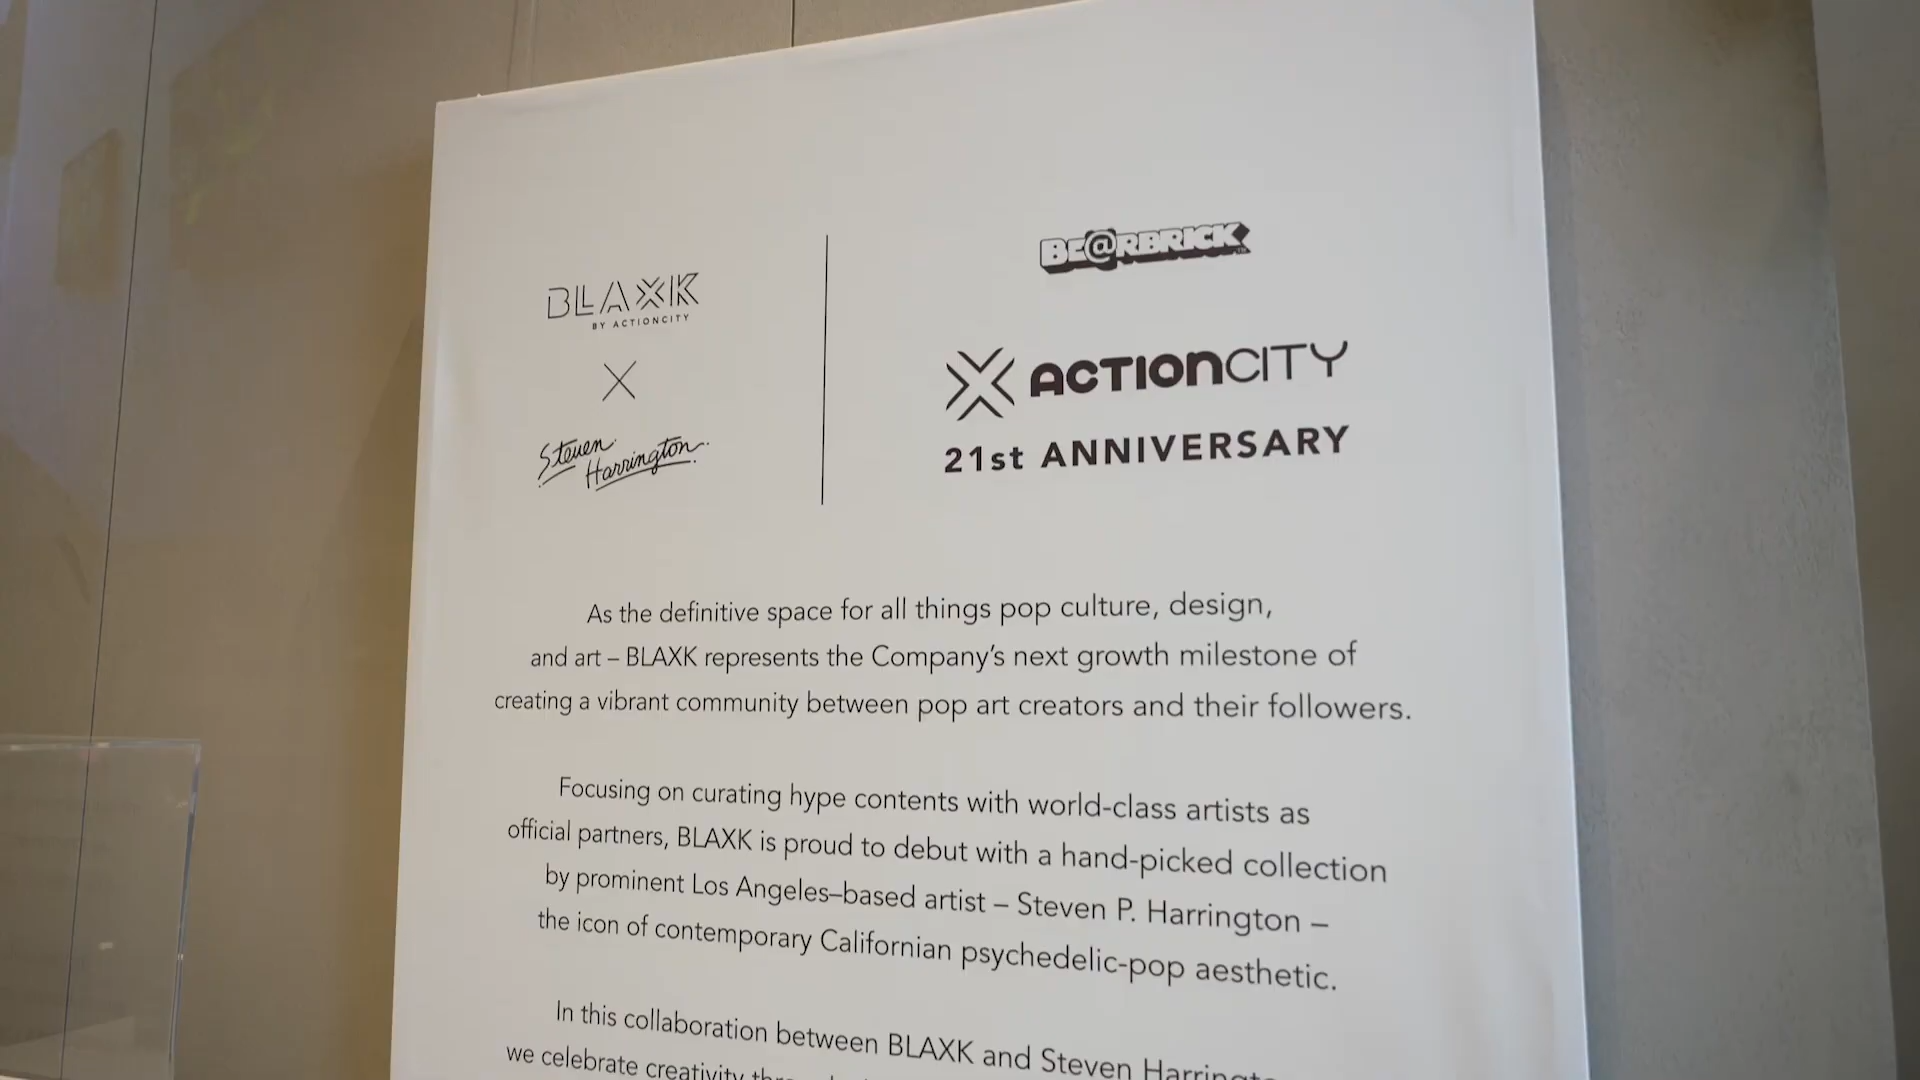 BLAXK
BY ACTIONCITY
X
Steven
Harrington
BE@RBRICK
ACTIONCITY
21st ANNIVERSARY
As the definitive space for all things pop culture, design,
and art – BLAXK represents the Company's next growth milestone of
creating a vibrant community between pop art creators and their followers.
Focusing on curating hype contents with world-class artists as
official partners, BLAXK is proud to debut with a hand-picked collection
by prominent Los Angeles–based artist – Steven P. Harrington –
the icon of contemporary Californian psychedelic-pop aesthetic.
In this collaboration between BLAXK and Steven
we celebrate creativity